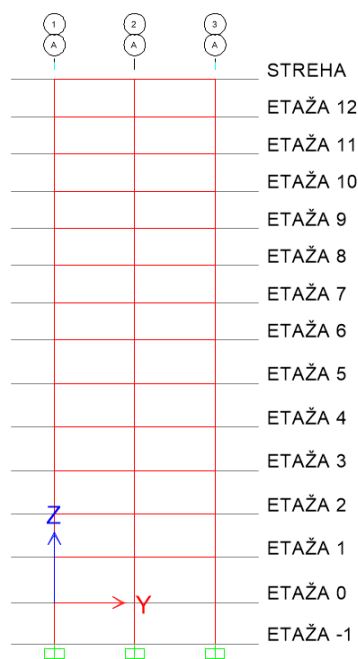 1 2 3
A A A
STREHA
ETAŽA 12
ETAŽA 11
ETAŽA 10
ETAŽA 9
ETAŽA 8
ETAŽA 7
ETAŽA 6
ETAŽA 5
ETAŽA 4
ETAŽA 3
ETAŽA 2
Z
ETAŽA 1
ETAŽA 0
Y
ETAŽA -1